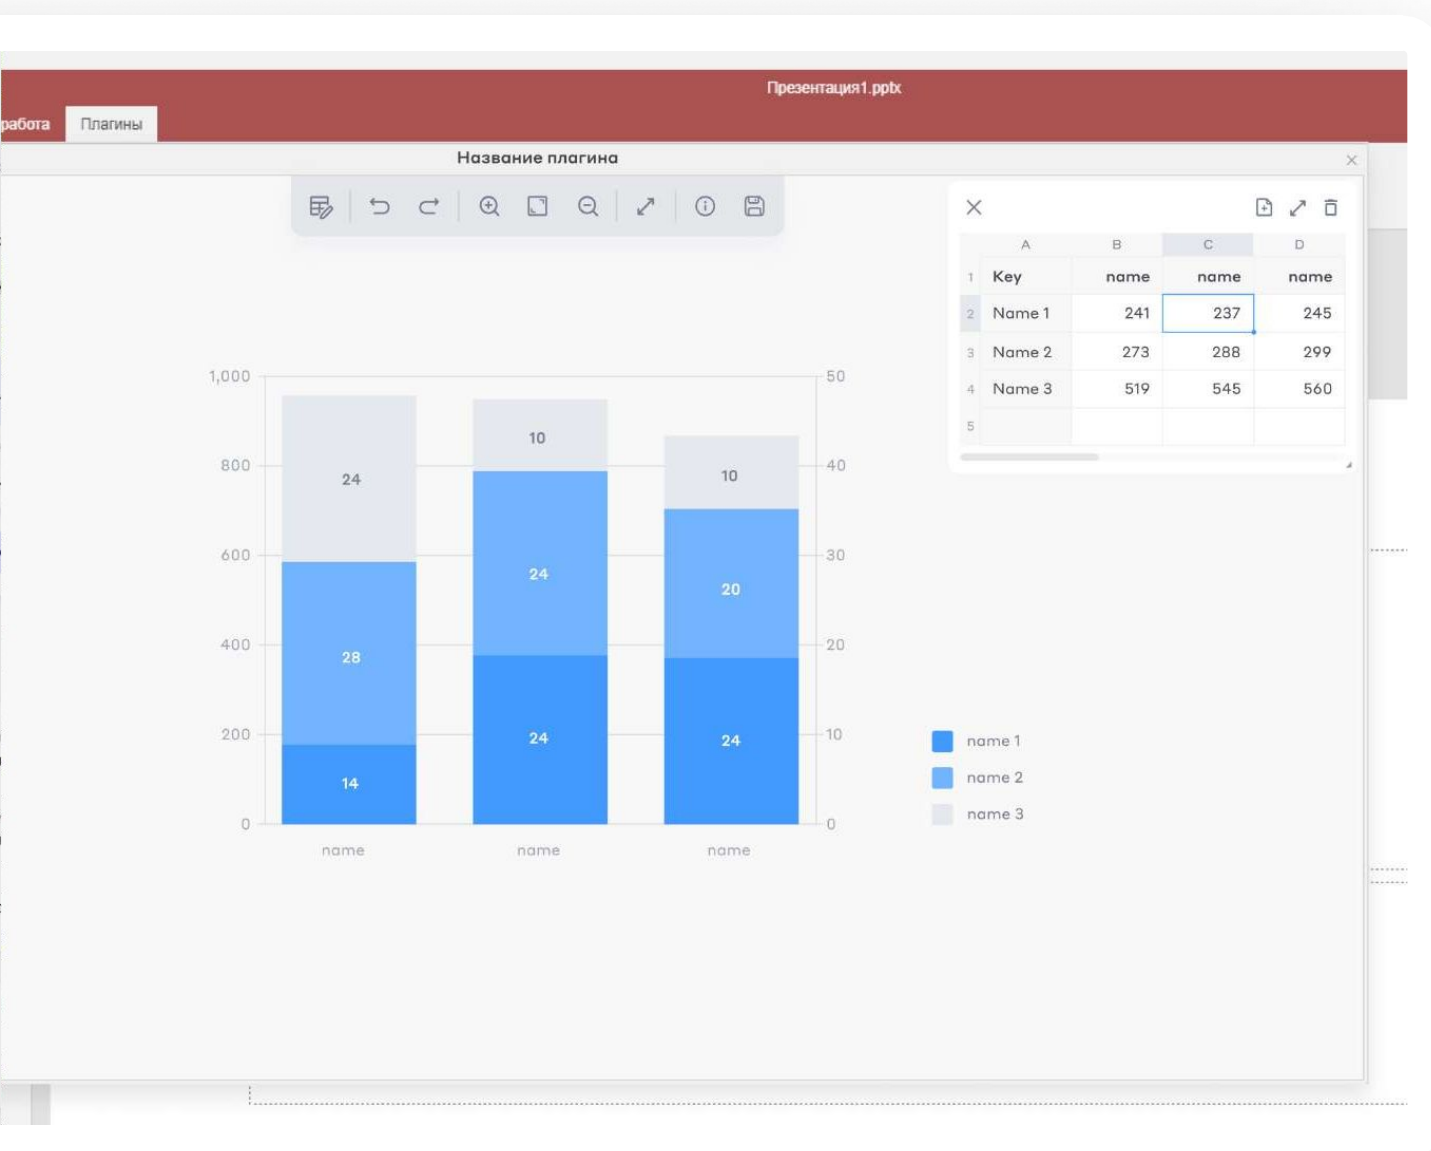 Презентация1.pptx
работа Плагины
Название плагина
A B C D
1 Key name name name
2 Name 1 241 237 245
3 Name 2 273 288 299
4 Name 3 519 545 560
5
1,000 50
800 40
600 30
400 20
200 10
0 0
24 10 10
28 24 20
14 24 24
name name name
name 1
name 2
name 3